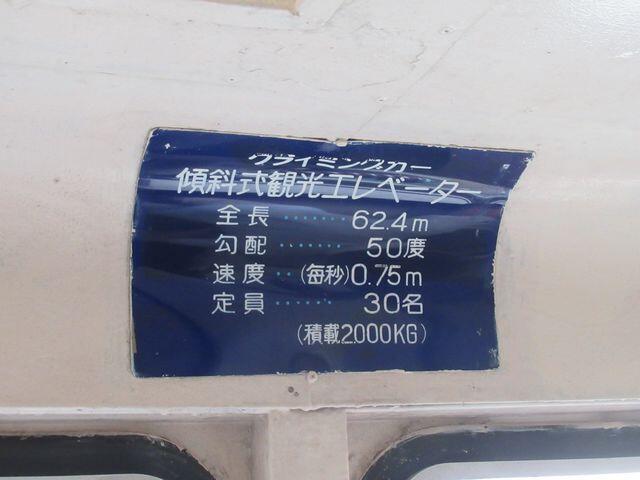 クライミングカー
傾斜式観光エレベーター
全長・・・・・・・62.4m
勾配・・・・・・・50度
速度・・(毎秒)0.75m
定員・・・・・・30名
(積載2000KG)